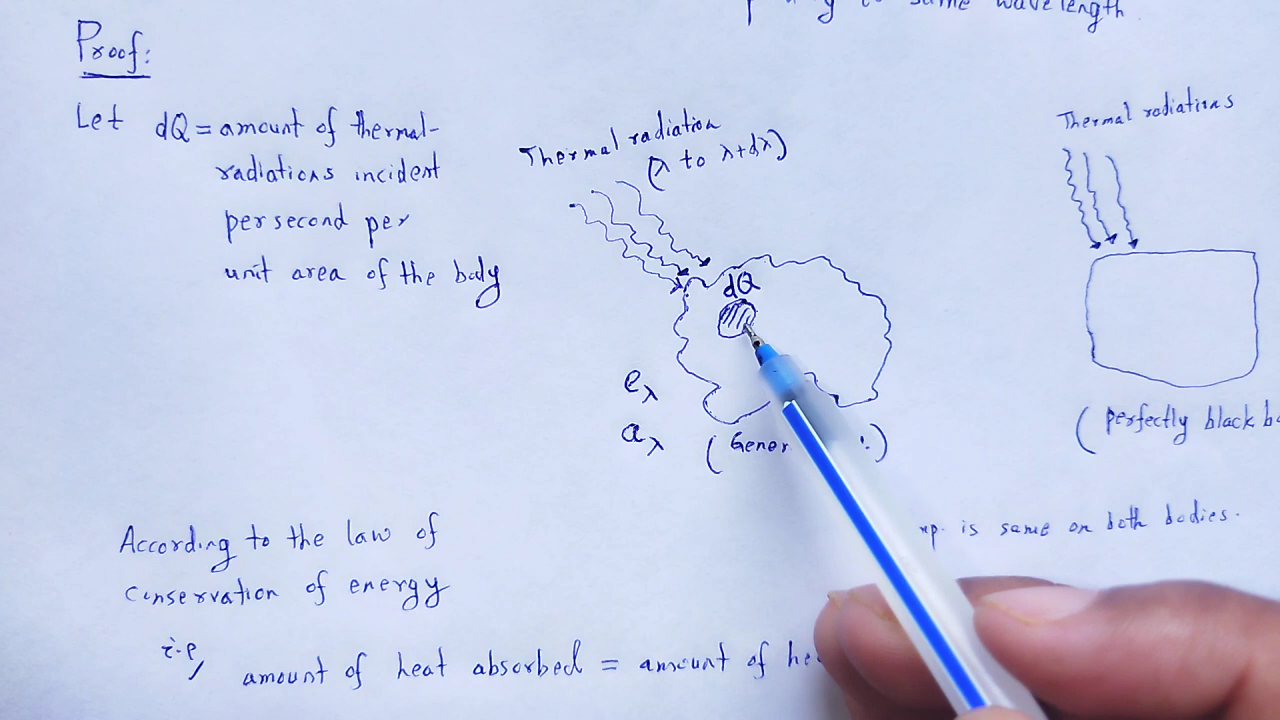 to same wavelength
Proof:
Let dQ = amount of thermal-
radiations incident
per second per
unit area of the body
Thermal radiation
(λ to λ+dλ)
dQ
eλ
aλ
Thermal radiations
(perfectly black
According to the law of
conservation of energy
i.e,
amount of heat absorbed = amount of
is same on both bodies.